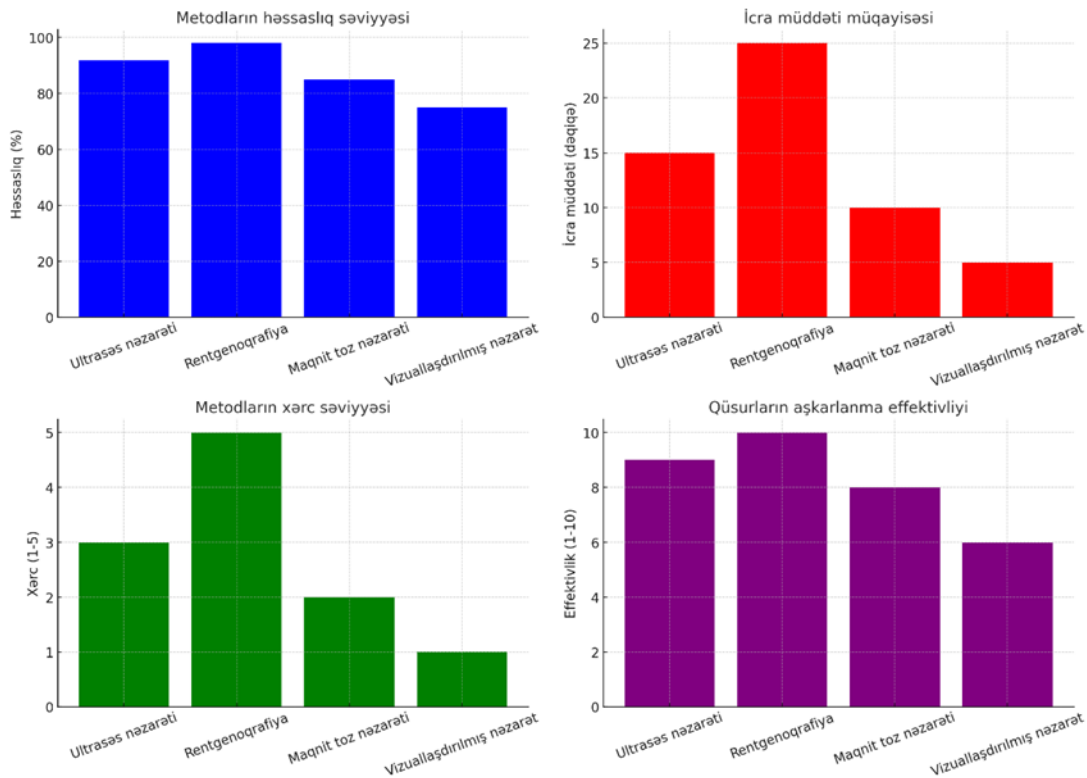 Metodların həssaslıq səviyyəsi
Həssaslıq (%)
100
80
60
40
20
0
Ultrasəs nəzarəti
Rentgenoqrafiya
Maqnit toz nəzarəti
Vizuallaşdırılmış nəzarət
İcra müddəti müqayisəsi
İcra müddəti (dəqiqə)
25
20
15
10
5
0
Ultrasəs nəzarəti
Rentgenoqrafiya
Maqnit toz nəzarəti
Vizuallaşdırılmış nəzarət
Metodların xərc səviyyəsi
Xərc (1-5)
5
4
3
2
1
0
Ultrasəs nəzarəti
Rentgenoqrafiya
Maqnit toz nəzarəti
Vizuallaşdırılmış nəzarət
Qüsurların aşkarlanma effektivliyi
Effektivlik (1-10)
10
8
6
4
2
0
Ultrasəs nəzarəti
Rentgenoqrafiya
Maqnit toz nəzarəti
Vizuallaşdırılmış nəzarət